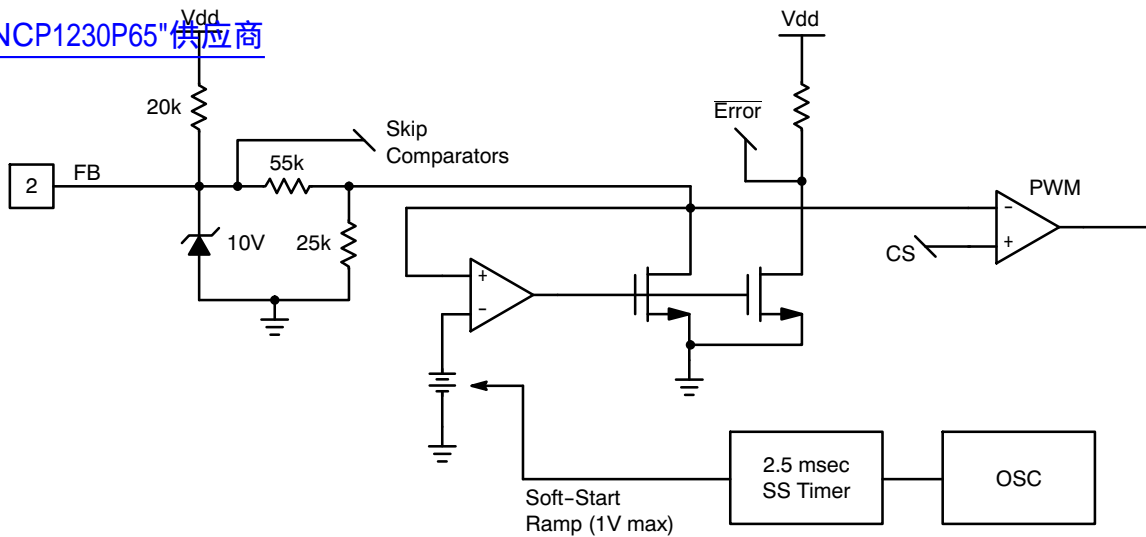 NCP1230P65"供应商
Vdd
Vdd
20k
Error
Skip
Comparators
2
FB
55k
PWM
10V
25k
CS
+
-
-
+
2.5 msec
SS Timer
OSC
Soft-Start
Ramp (1V max)